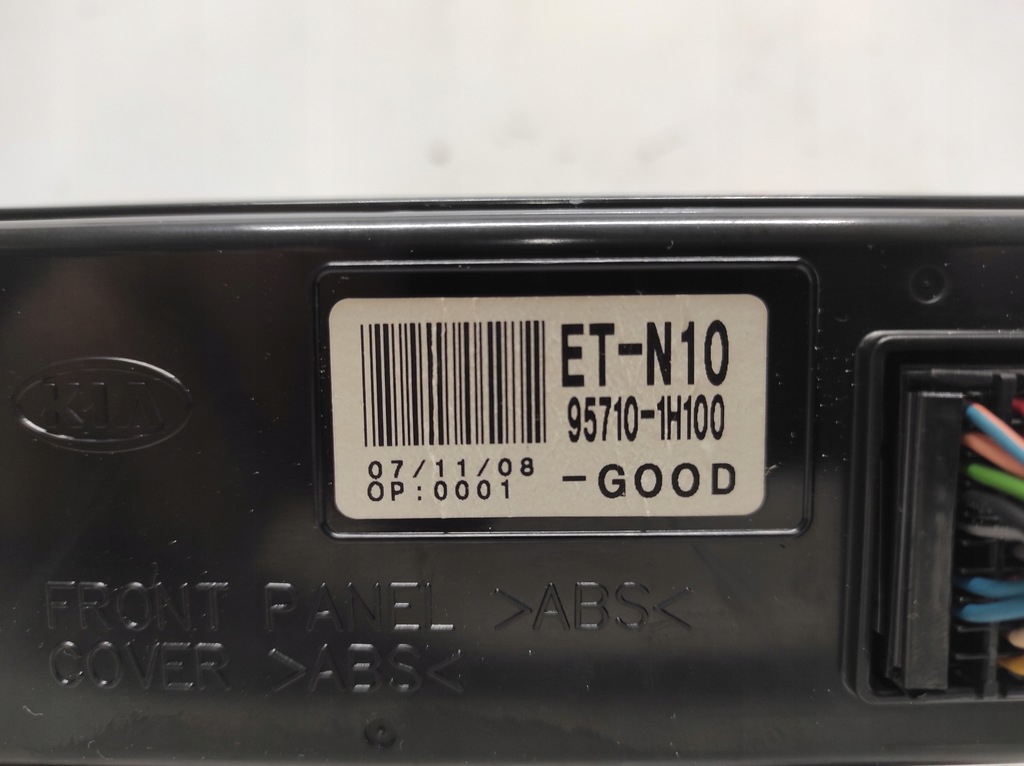 KIA
ET-N10
95710-1H100
07/11/08
OP:0001
-GOOD
FRONT PANEL >ABS<
COVER >ABS<